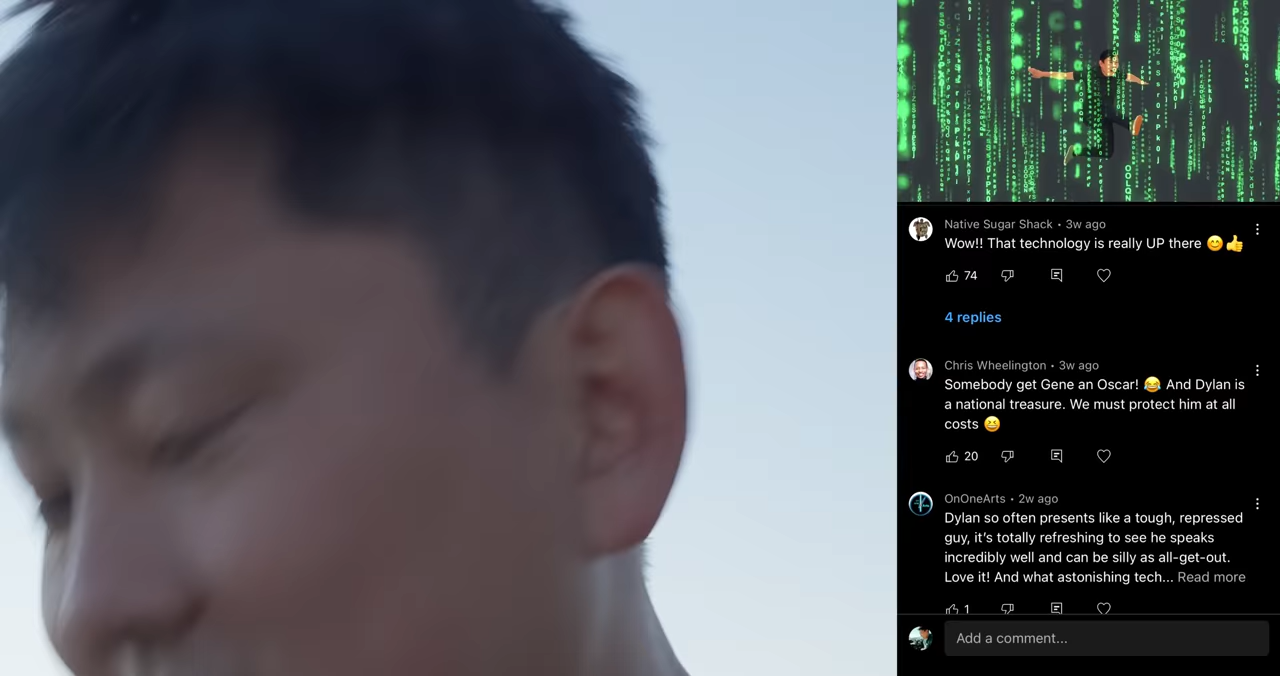 Native Sugar Shack • 3w ago
Wow!! That technology is really UP there 😊👍
74
4 replies
Chris Wheelington • 3w ago
Somebody get Gene an Oscar! 😂 And Dylan is
a national treasure. We must protect him at all
costs 😆
20
OnOneArts • 2w ago
Dylan so often presents like a tough, repressed
guy, it’s totally refreshing to see he speaks
incredibly well and can be silly as all-get-out.
Love it! And what astonishing tech... Read more
1
Add a comment...